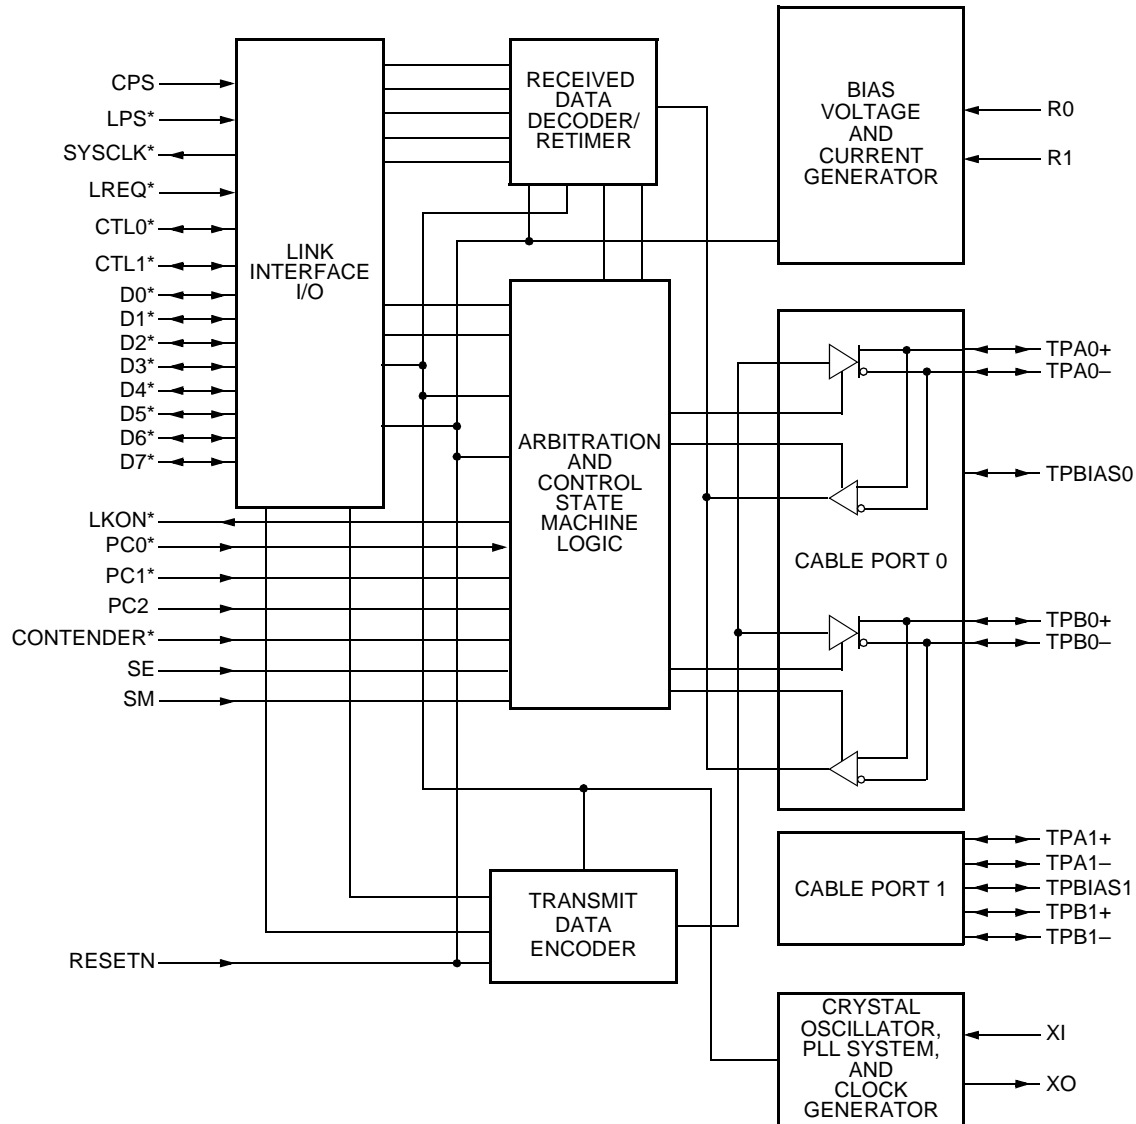 CPS
LPS*
SYSCLK*
LREQ*
CTL0*
CTL1*
D0*
D1*
D2*
D3*
D4*
D5*
D6*
D7*
LKON*
PC0*
PC1*
PC2
CONTENDER*
SE
SM
RESETN
LINK
INTERFACE
I/O
RECEIVED
DATA
DECODER/
RETIMER
ARBITRATION
AND
CONTROL
STATE
MACHINE
LOGIC
TRANSMIT
DATA
ENCODER
BIAS
VOLTAGE
AND
CURRENT
GENERATOR
R0
R1
CABLE PORT 0
TPA0+
TPA0–
TPBIAS0
TPB0+
TPB0–
CABLE PORT 1
TPA1+
TPA1–
TPBIAS1
TPB1+
TPB1–
CRYSTAL
OSCILLATOR,
PLL SYSTEM,
AND
CLOCK
GENERATOR
XI
XO